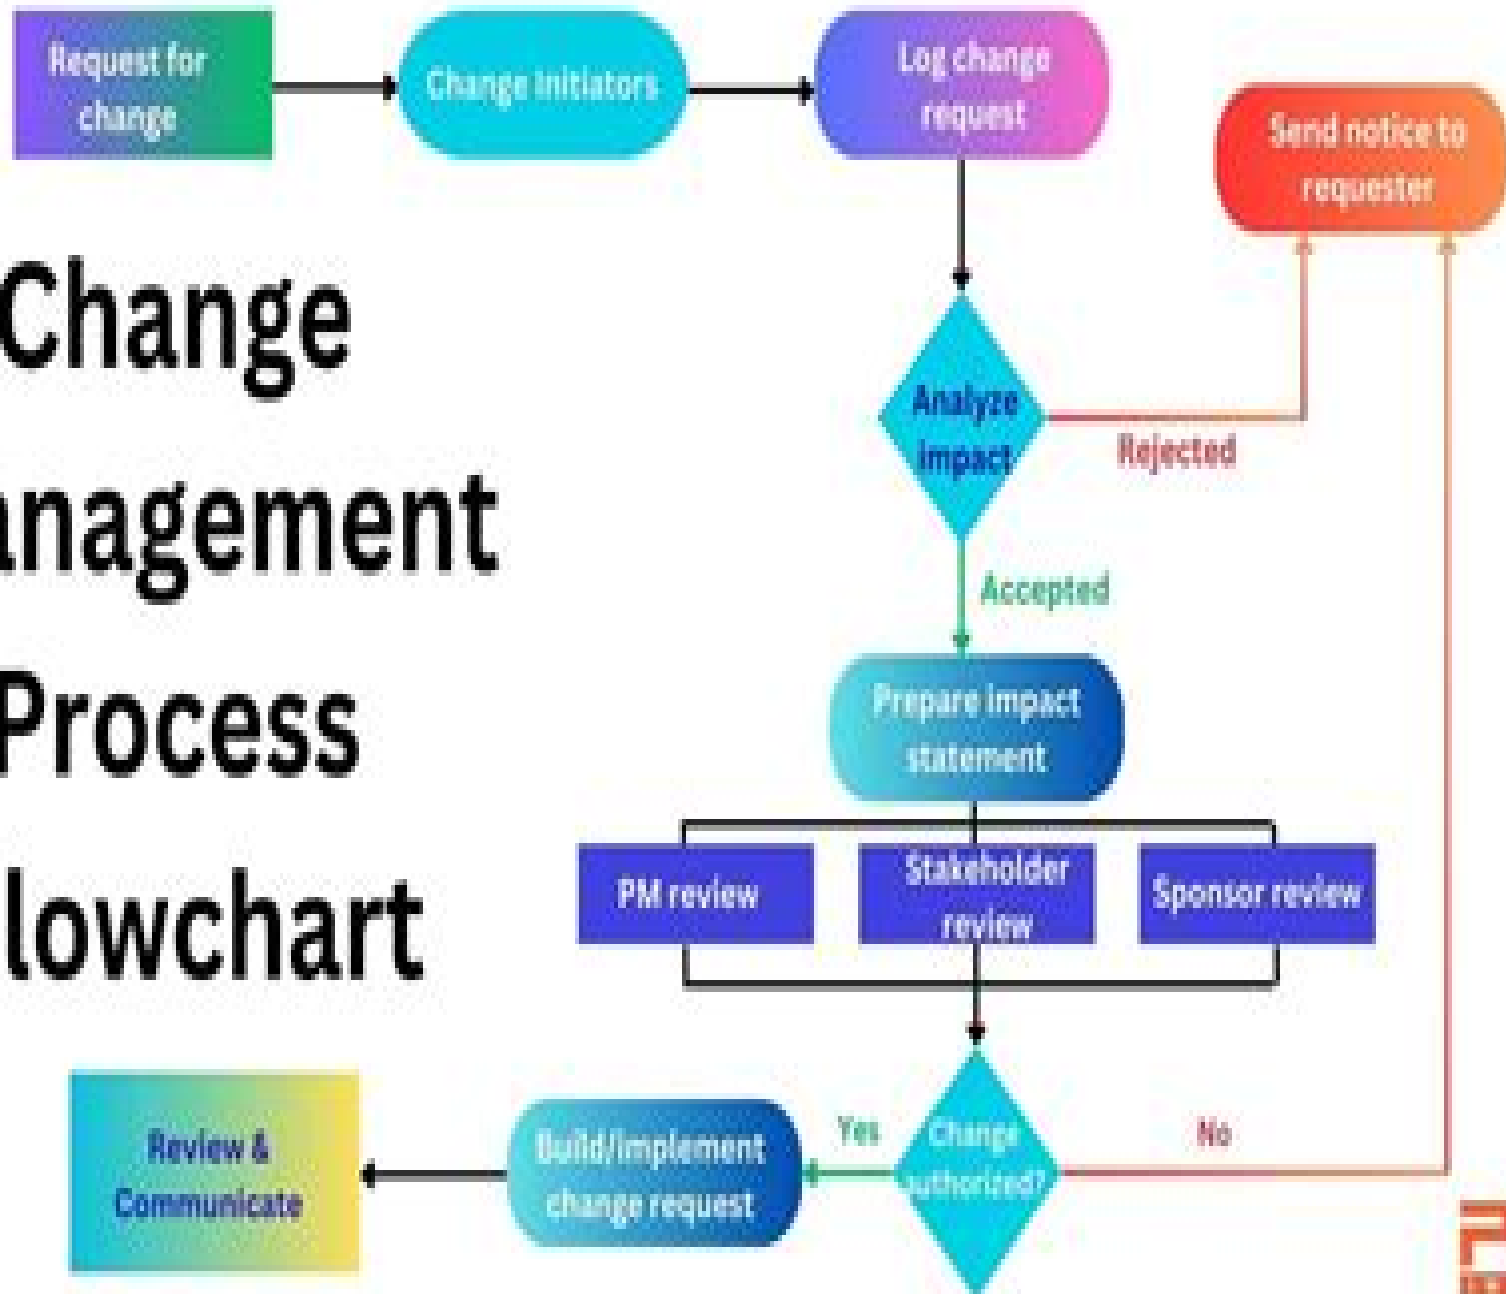 Request for
change
Change Initiators
Log change
request
Send notice to
requester
Change
anagement
Process
lowchart
Analyze
impact
Rejected
Accepted
Prepare impact
statement
PM review
Stakeholder
review
Sponsor review
Change
uthorized?
Yes
No
Build/implement
change request
Review &
Communicate